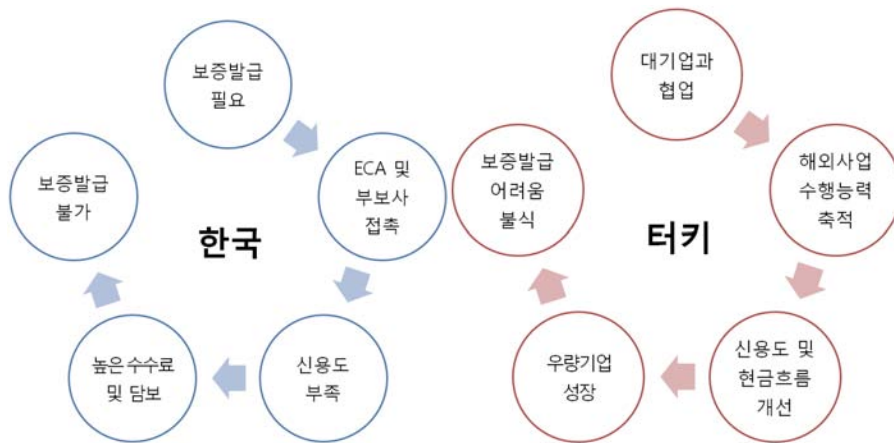 보증발급
필요
ECA 및
부보사
접촉
신용도
부족
높은 수수료
및 담보
보증발급
불가
한국
대기업과
협업
해외사업
수행능력
축적
신용도 및
현금흐름
개선
우량기업
성장
보증발급
어려움
불식
터키